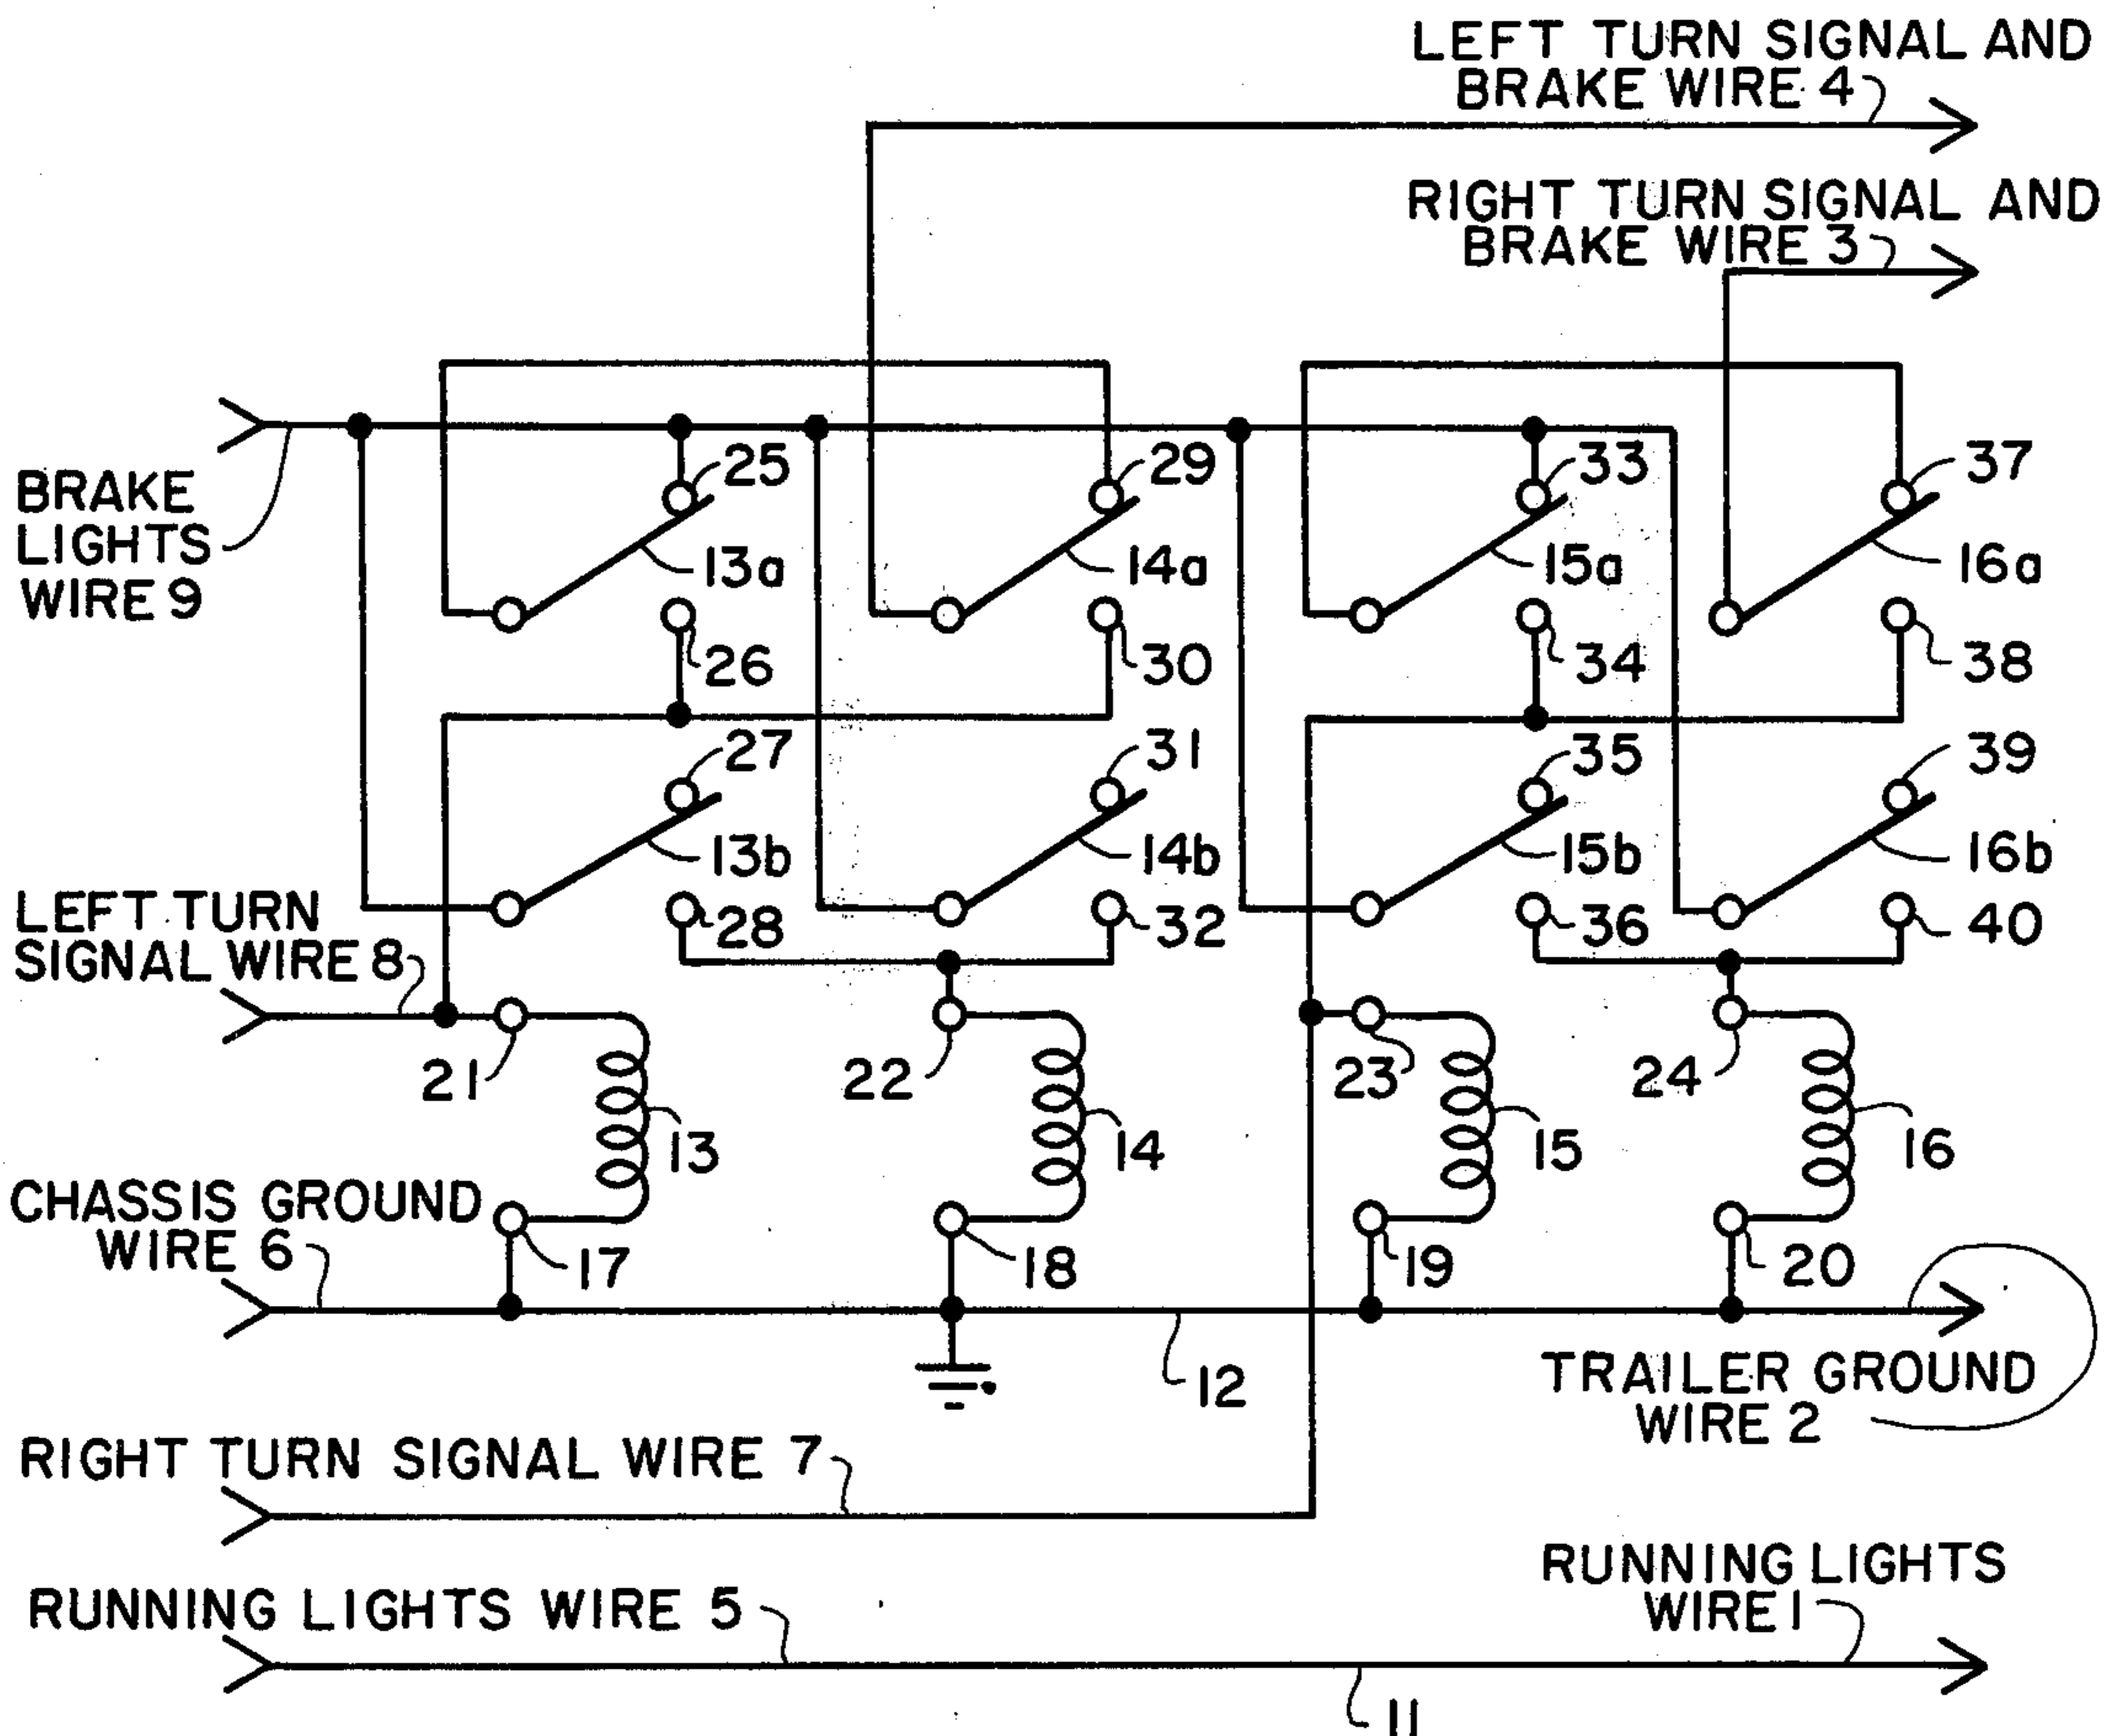 LEFT TURN SIGNAL AND
BRAKE WIRE 4
RIGHT TURN SIGNAL AND
BRAKE WIRE 3
25
29
33
37
BRAKE
LIGHTS
WIRE 9
13a
14a
15a
16a
26
30
34
38
27
31
35
39
13b
14b
15b
16b
LEFT TURN
SIGNAL WIRE 8
28
32
36
40
21
22
23
24
13
14
15
16
CHASSIS GROUND
WIRE 6
17
18
19
20
12
TRAILER GROUND
WIRE 2
RIGHT TURN SIGNAL WIRE 7
RUNNING LIGHTS
WIRE 1
RUNNING LIGHTS WIRE 5
11